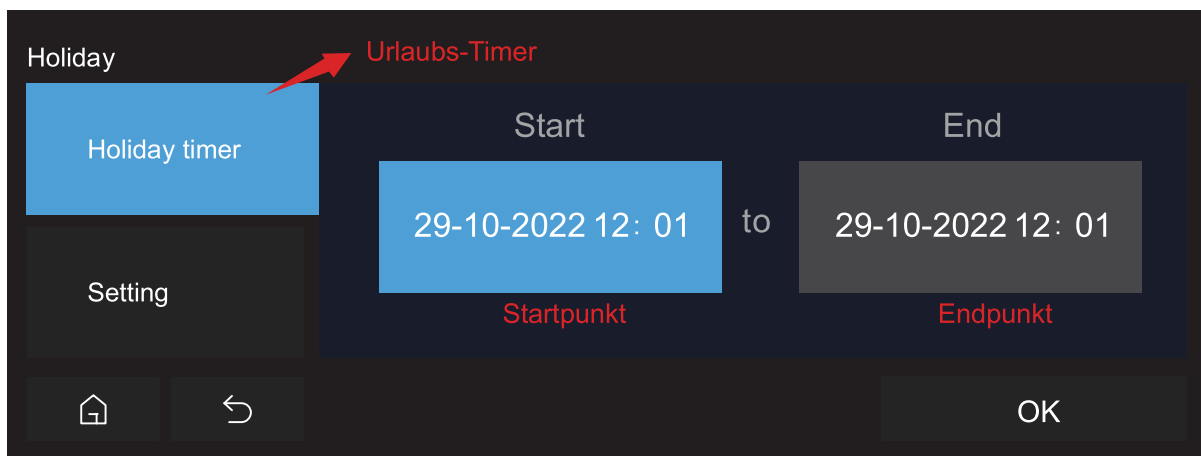 Holiday
Urlaubs-Timer
Holiday timer
Start
End
29-10-2022 12: 01
to
29-10-2022 12: 01
Setting
Startpunkt
Endpunkt
OK